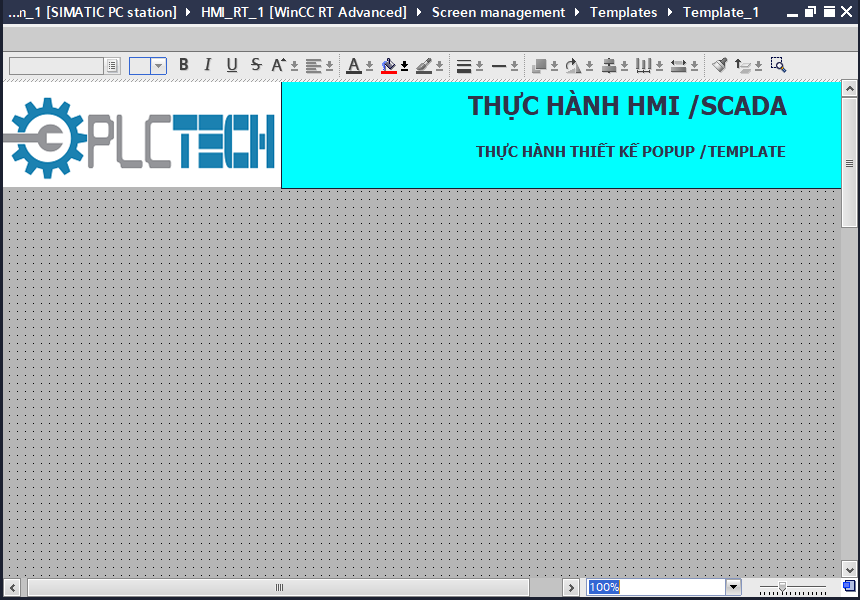 ...n_1 [SIMATIC PC station] HMI_RT_1 [WinCC RT Advanced] Screen management Templates Template_1
B I U S A A
PLCTECH
THỰC HÀNH HMI /SCADA
THỰC HÀNH THIẾT KẾ POPUP /TEMPLATE
100%